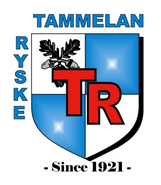 TAMMELAN
RYSKE
TR
- Since 1921 -